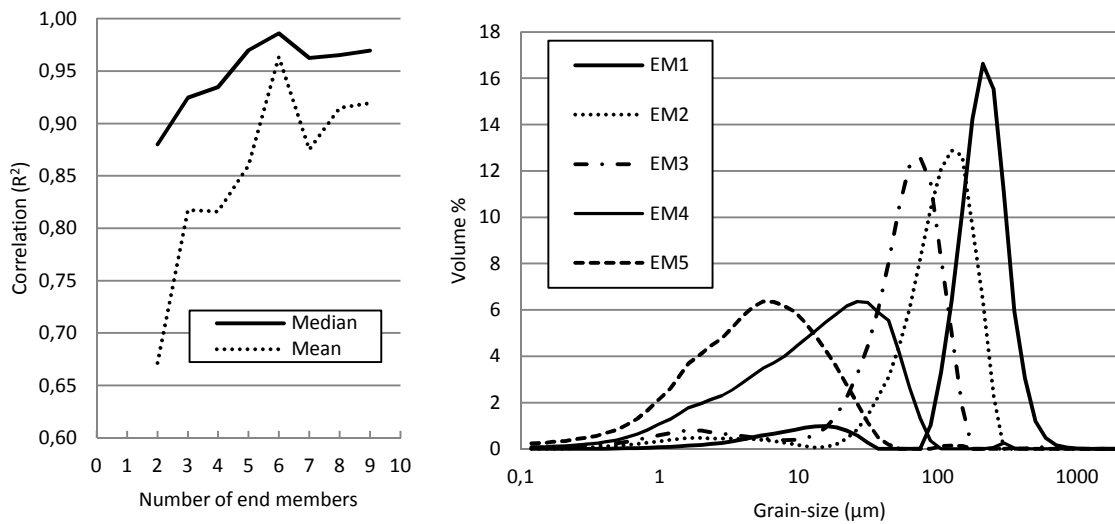 1,00
0,95
0,90
0,85
0,80
0,75
0,70
0,65
0,60
Correlation (R²)
Median
Mean
0 1 2 3 4 5 6 7 8 9 10
Number of end members
18
16
14
12
10
8
6
4
2
0
Volume %
EM1
EM2
EM3
EM4
EM5
0,1 1 10 100 1000
Grain-size (µm)